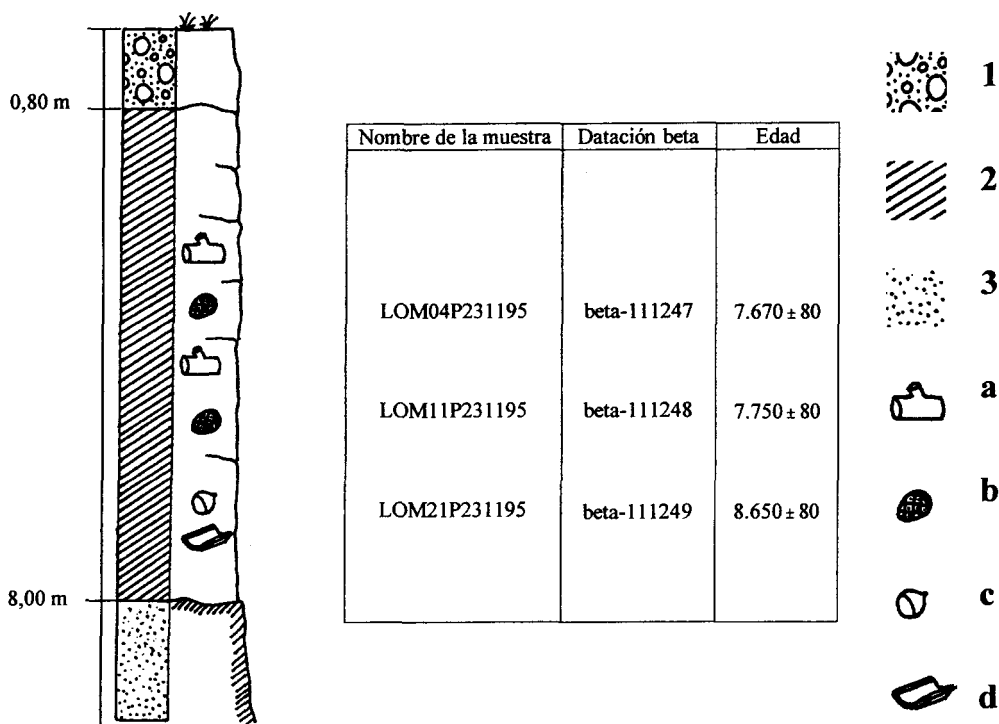 0,80 m
8,00 m
Nombre de la muestra Datación beta Edad
LOM04P231195 beta-111247 7.670 ± 80
LOM11P231195 beta-111248 7.750 ± 80
LOM21P231195 beta-111249 8.650 ± 80
1
2
3
a
b
c
d